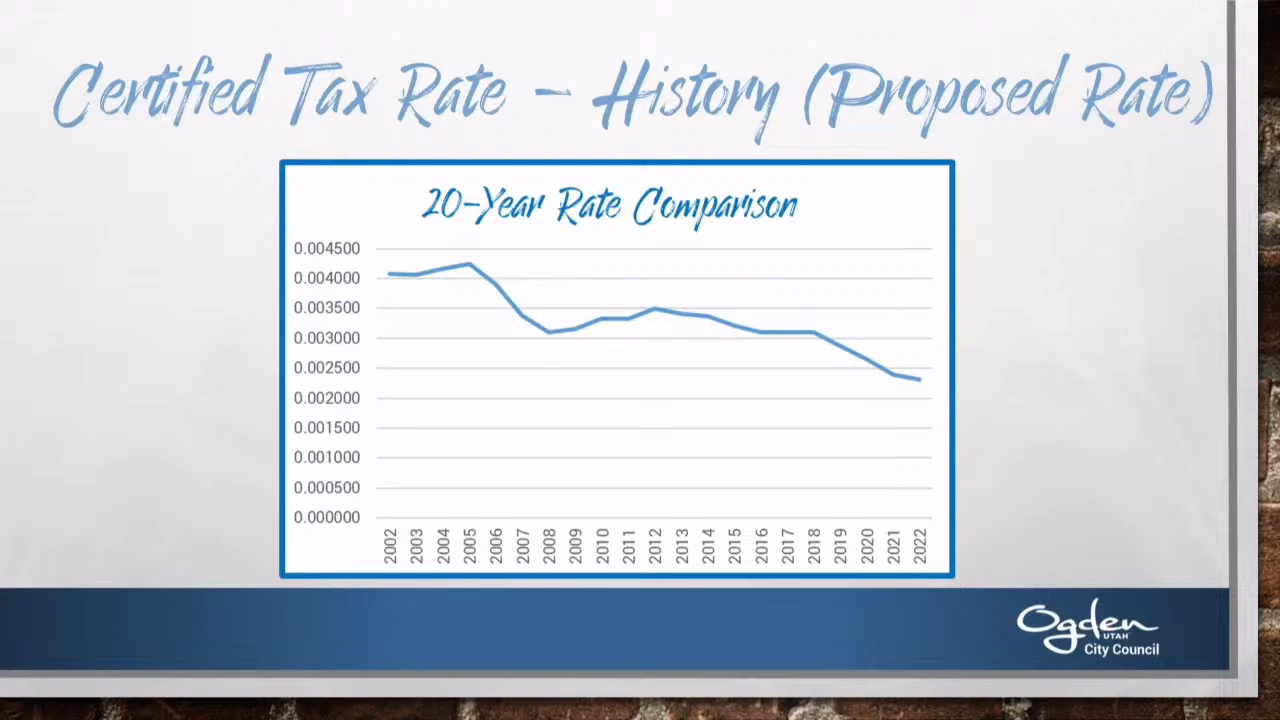 Certified Tax Rate – History (Proposed Rate)
20-Year Rate Comparison
0.004500
0.004000
0.003500
0.003000
0.002500
0.002000
0.001500
0.001000
0.000500
0.000000
2002 2003 2004 2005 2006 2007 2008 2009 2010 2011 2012 2013 2014 2015 2016 2017 2018 2019 2020 2021 2022
Ogden
UTAH
City Council